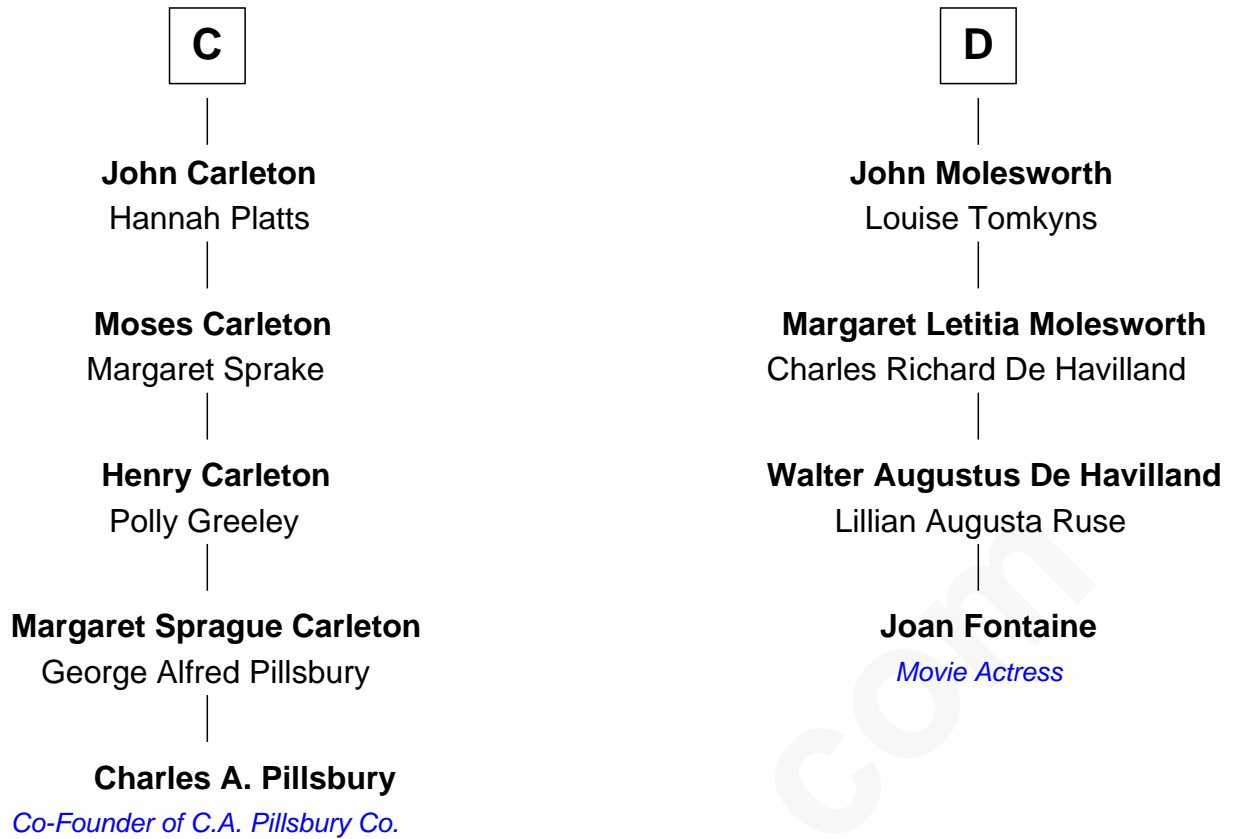 C
John Carleton
Hannah Platts
Moses Carleton
Margaret Sprake
Henry Carleton
Polly Greeley
Margaret Sprague Carleton
George Alfred Pillsbury
Charles A. Pillsbury
Co-Founder of C.A. Pillsbury Co.
D
John Molesworth
Louise Tomkyns
Margaret Letitia Molesworth
Charles Richard De Havilland
Walter Augustus De Havilland
Lillian Augusta Ruse
Joan Fontaine
Movie Actress
com